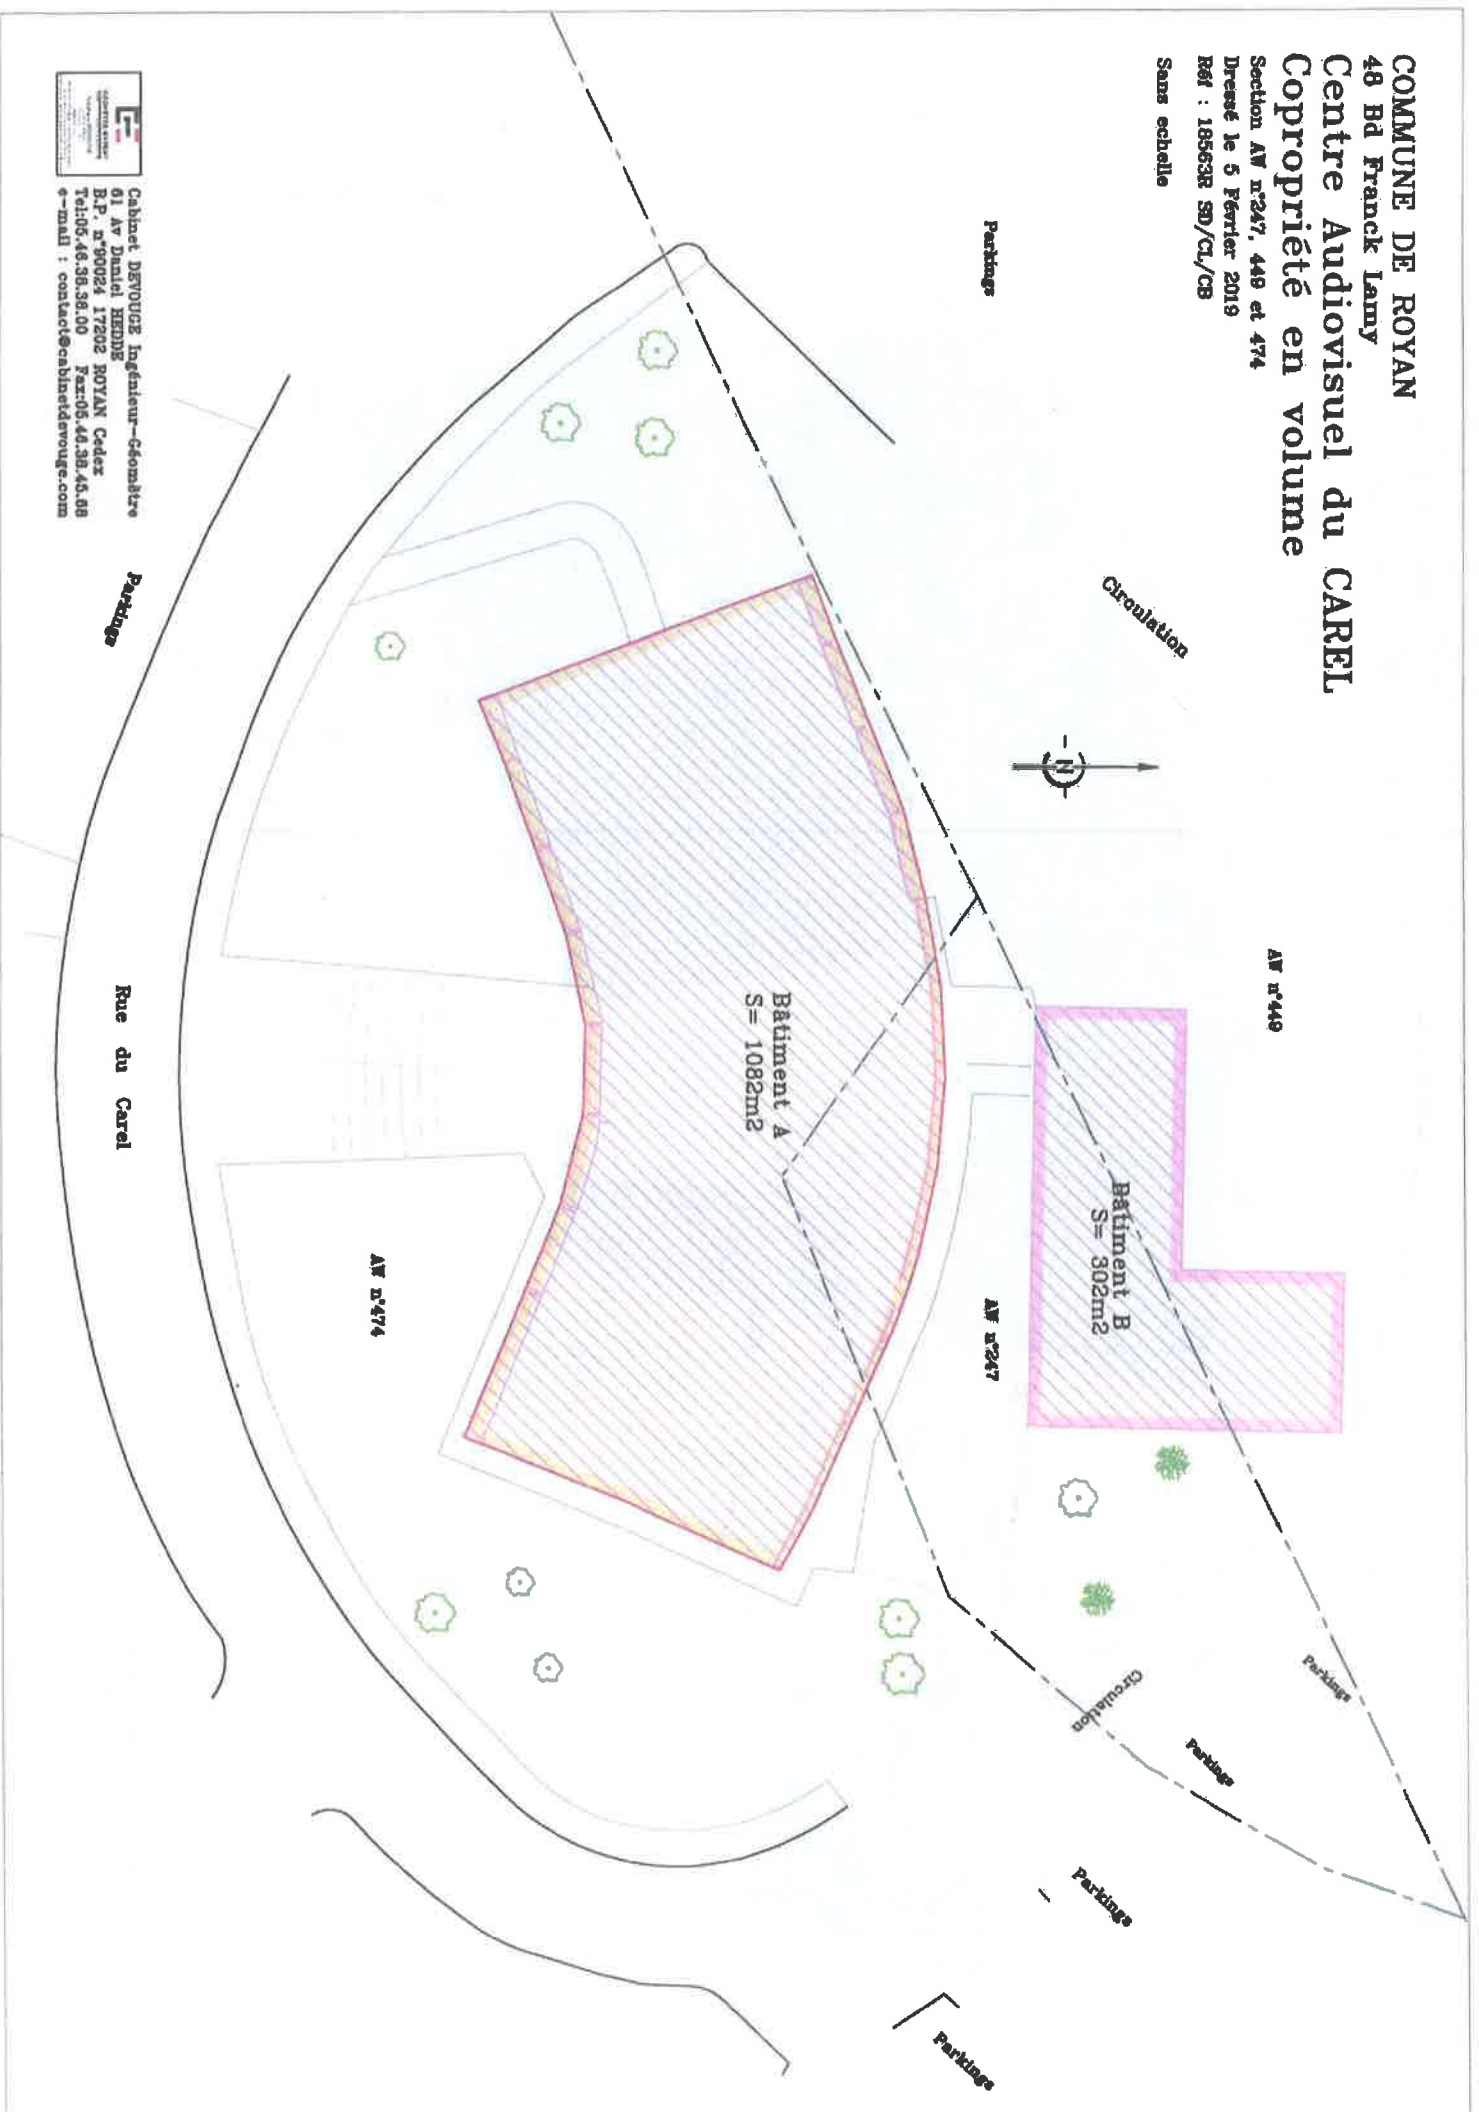 COMMUNE DE ROYAN
48 Bd Franck Lamy
Centre Audiovisuel du CAREL
Copropriété en volume
Section AW n°247, 449 et 474
Dressé le 5 Février 2019
Réf : 18563R SD/CL/CB
Sans echelle
Parkings
Circulation
N
AW n°449
Bâtiment B
S= 302m2
AW n°247
Bâtiment A
S= 1082m2
AW n°474
Parkings
Parkings
Circulation
Parkings
Parkings
Parkings
Rue du Carel
Cabinet DEVOUGE Ingénieur-Géomètre
61 Av Daniel HEDDE
B.P. n°90024 17202 ROYAN Cedex
Tel:05.46.38.38.00 Fax:05.46.38.45.68
e-mail : contact@cabinetdevouge.com